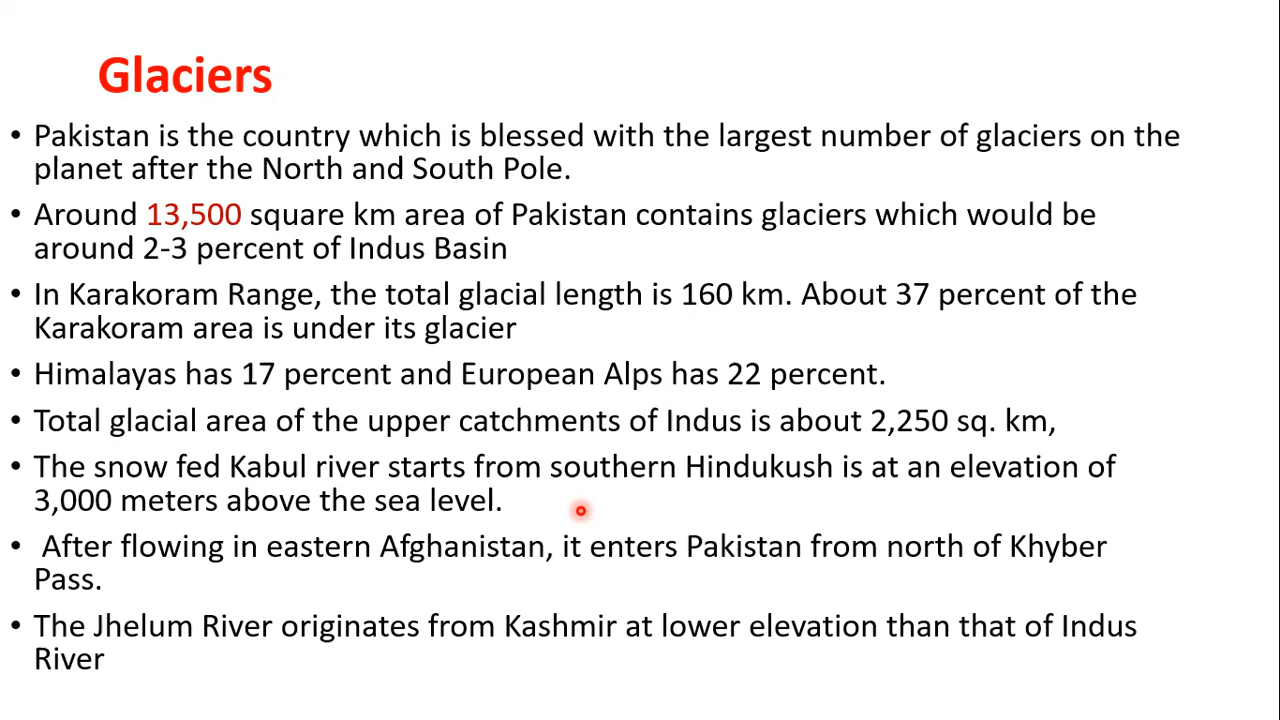 Glaciers
• Pakistan is the country which is blessed with the largest number of glaciers on the
planet after the North and South Pole.
• Around 13,500 square km area of Pakistan contains glaciers which would be
around 2-3 percent of Indus Basin
• In Karakoram Range, the total glacial length is 160 km. About 37 percent of the
Karakoram area is under its glacier
• Himalayas has 17 percent and European Alps has 22 percent.
• Total glacial area of the upper catchments of Indus is about 2,250 sq. km,
• The snow fed Kabul river starts from southern Hindukush is at an elevation of
3,000 meters above the sea level.
• After flowing in eastern Afghanistan, it enters Pakistan from north of Khyber
Pass.
• The Jhelum River originates from Kashmir at lower elevation than that of Indus
River